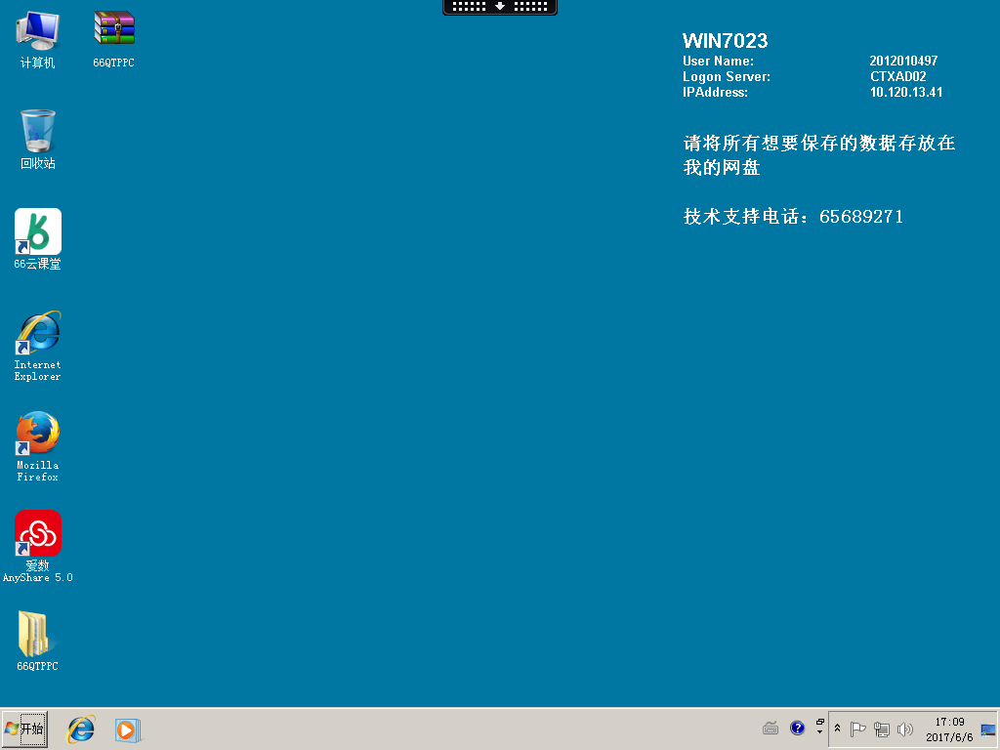 计算机
66QTPPC
回收站
66云课堂
Internet
Explorer
Mozilla
Firefox
爱数
AnyShare 5.0
66QTPPC
WIN7023
User Name: 2012010497
Logon Server: CTXAD02
IPAddress: 10.120.13.41
请将所有想要保存的数据存放在
我的网盘
技术支持电话：65689271
开始
17:09
2017/6/6